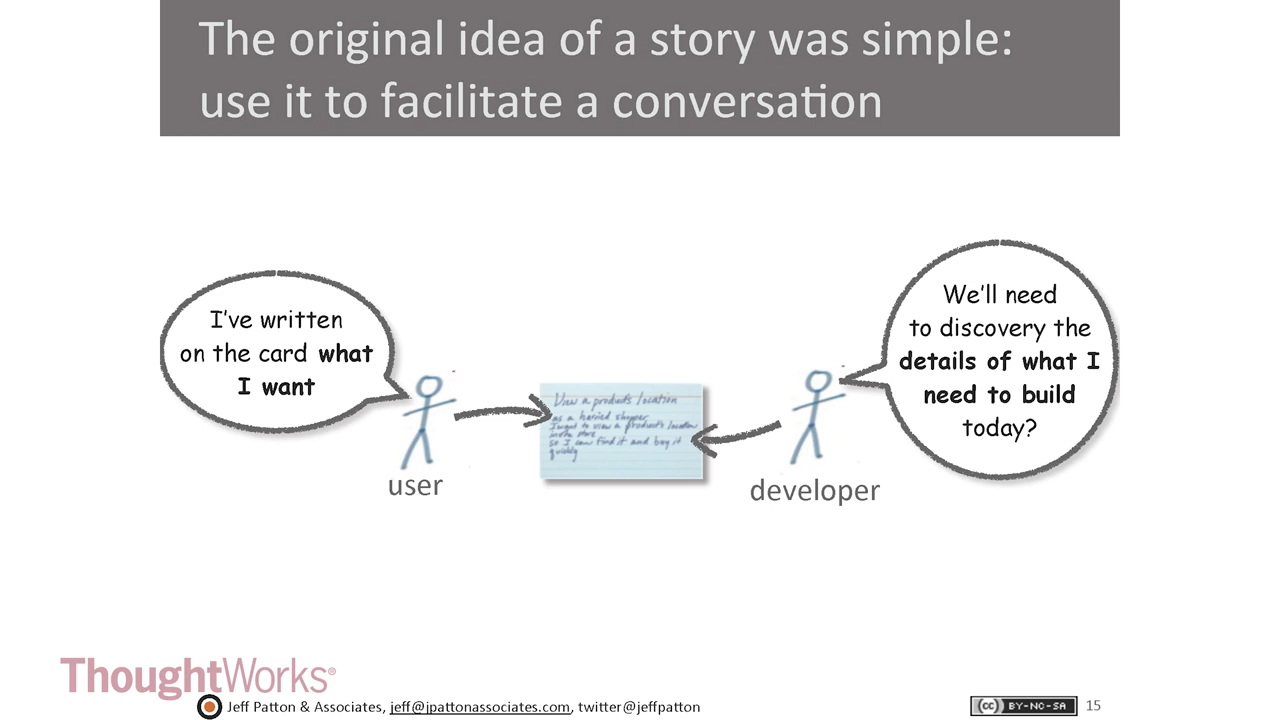 The original idea of a story was simple:
use it to facilitate a conversation
I've written
on the card what
I want
We'll need
to discovery the
details of what I
need to build
today?
View a product's location
as a harried shopper
I want to view a product's location
in the store
so I can find it and buy it
quickly
user
developer
ThoughtWorks®
Jeff Patton & Associates, jeff@jpattonassociates.com, twitter@jeffpatton
(cc) BY-NC-SA
15